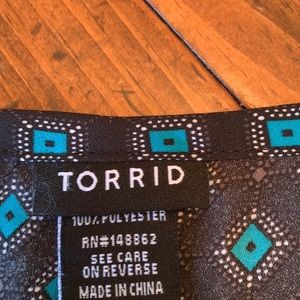 TORRID
100% POLYESTER
RN#148862
SEE CARE
ON REVERSE
MADE IN CHINA